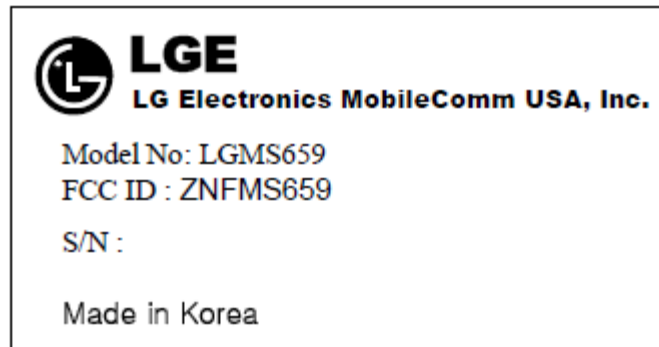 LGE
LG Electronics MobileComm USA, Inc.
Model No: LGMS659
FCC ID : ZNFMS659
S/N :
Made in Korea